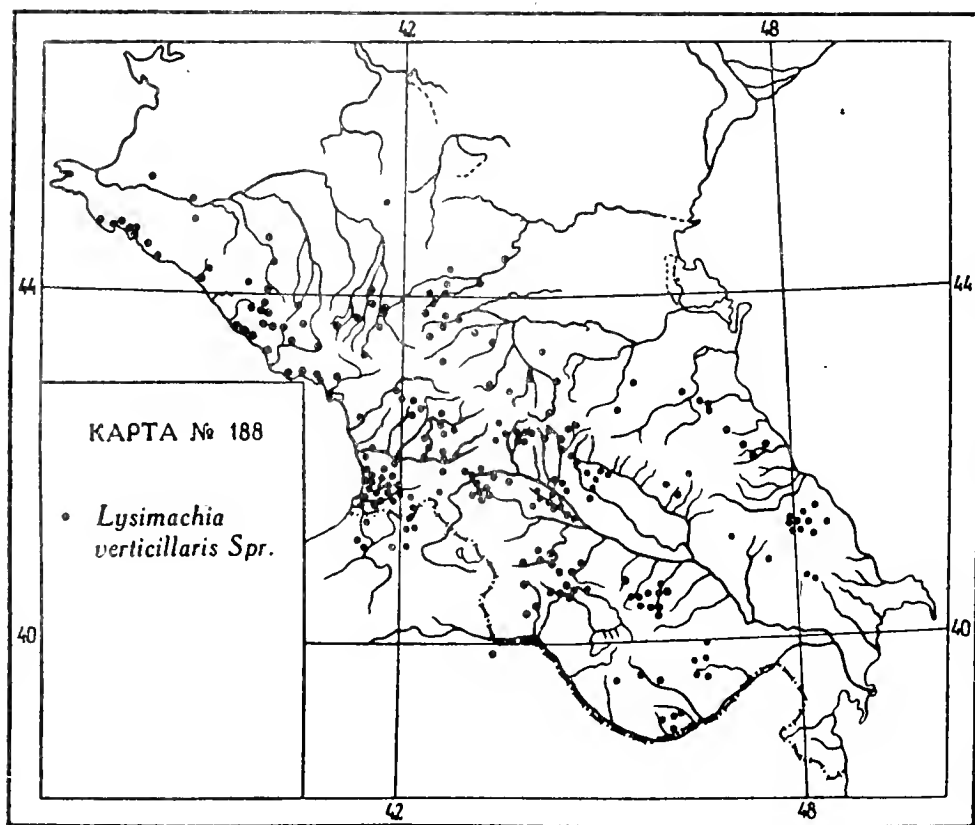 42 48
44 44
КАРТА № 188
Lysimachia
verticillaris Spr.
40 40
42 48